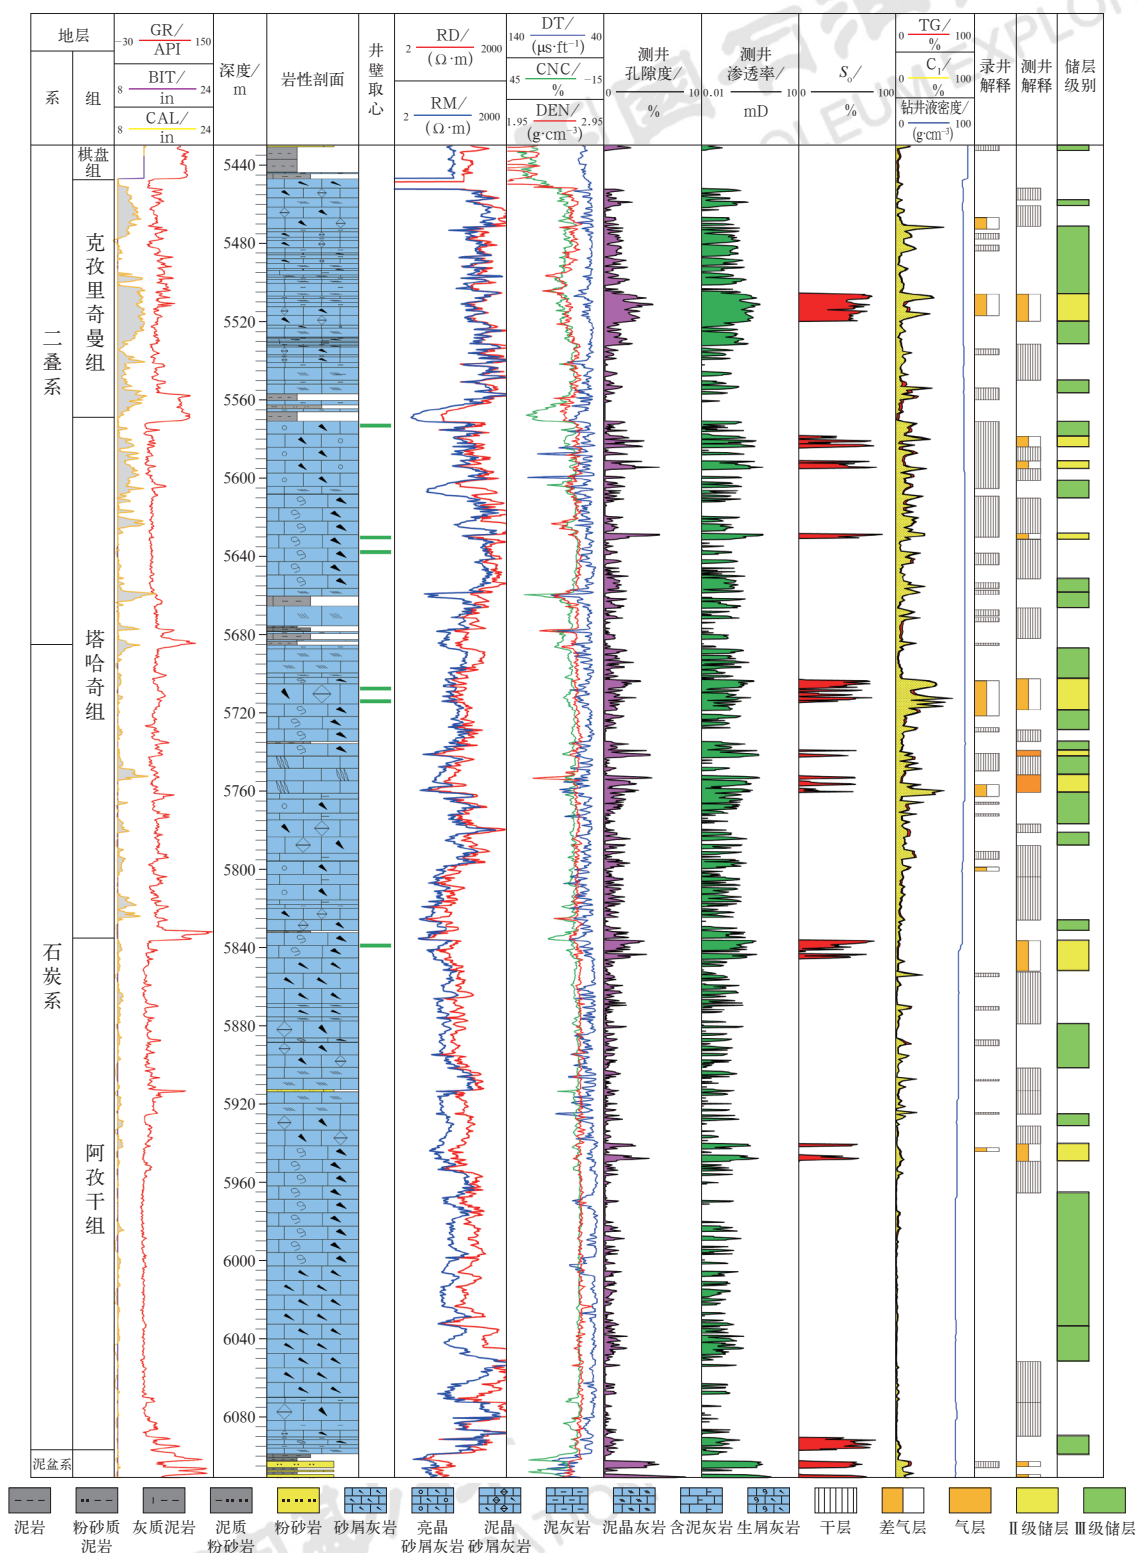 地层
系
组
-30 GR/API 150
8 BIT/in 24
8 CAL/in 24
深度/m
岩性剖面
井壁取心
2 RD/(Ω·m) 2000
2 RM/(Ω·m) 2000
140 DT/(μs·ft⁻¹) 40
45 CNC/% -15
1.95 DEN/(g·cm⁻³) 2.95
测井孔隙度/%
0 10
测井渗透率/mD
0.01 10
Sₒ/%
0 100
0 TG/% 100
0 C₁/% 100
0 钻井液密度/(g·cm⁻³) 100
录井解释
测井解释
储层级别
二叠系
石炭系
泥盆系
棋盘组
克孜里奇曼组
塔哈奇组
阿孜干组
5440
5480
5520
5560
5600
5640
5680
5720
5760
5800
5840
5880
5920
5960
6000
6040
6080
泥岩
粉砂质泥岩
灰质泥岩
泥质粉砂岩
粉砂岩
砂屑灰岩
亮晶砂屑灰岩
泥晶砂屑灰岩
泥灰岩
泥晶灰岩
含泥灰岩
生屑灰岩
干层
差气层
气层
Ⅱ级储层
Ⅲ级储层